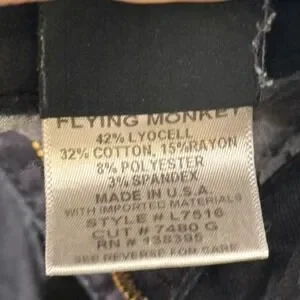 FLYING MONKEY
42% LYOCELL
32% COTTON, 15%RAYON
8% POLYESTER
3% SPANDEX
MADE IN U.S.A
WITH IMPORTED MATERIALS
STYLE # L7516
CUT # 7480 G
RN # 138395
SEE REVERSE FOR CARE